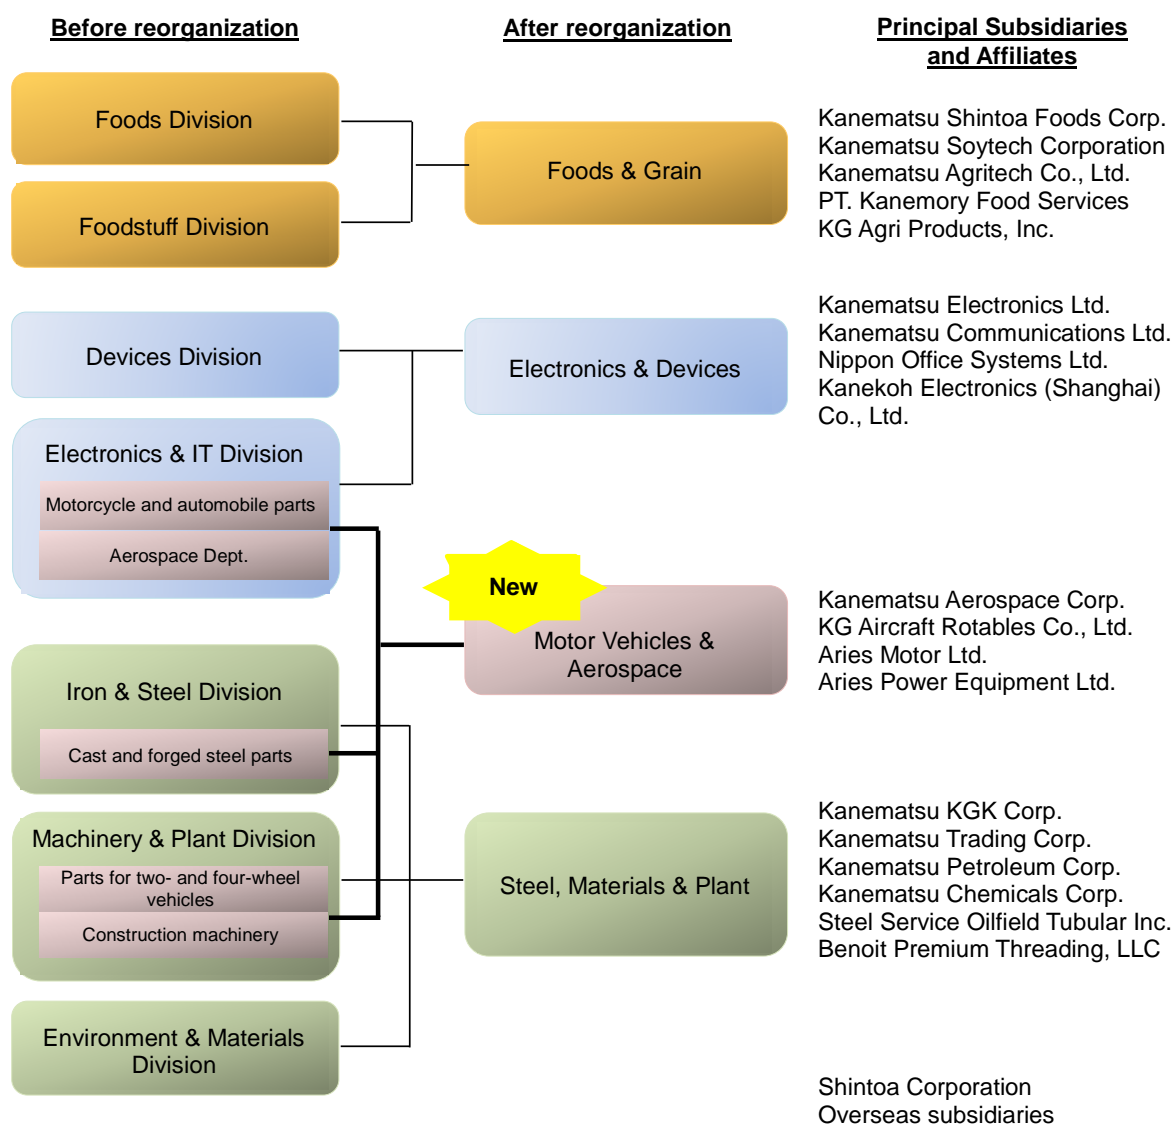 Before reorganization
After reorganization
Principal Subsidiaries
and Affiliates
Foods Division
Foodstuff Division
Foods & Grain
Kanematsu Shintoa Foods Corp.
Kanematsu Soytech Corporation
Kanematsu Agritech Co., Ltd.
PT. Kanemory Food Services
KG Agri Products, Inc.
Devices Division
Electronics & IT Division
Motorcycle and automobile parts
Aerospace Dept.
Electronics & Devices
Kanematsu Electronics Ltd.
Kanematsu Communications Ltd.
Nippon Office Systems Ltd.
Kanekoh Electronics (Shanghai)
Co., Ltd.
New
Motor Vehicles &
Aerospace
Kanematsu Aerospace Corp.
KG Aircraft Rotables Co., Ltd.
Aries Motor Ltd.
Aries Power Equipment Ltd.
Iron & Steel Division
Cast and forged steel parts
Machinery & Plant Division
Parts for two- and four-wheel
vehicles
Construction machinery
Environment & Materials
Division
Steel, Materials & Plant
Kanematsu KGK Corp.
Kanematsu Trading Corp.
Kanematsu Petroleum Corp.
Kanematsu Chemicals Corp.
Steel Service Oilfield Tubular Inc.
Benoit Premium Threading, LLC
Shintoa Corporation
Overseas subsidiaries